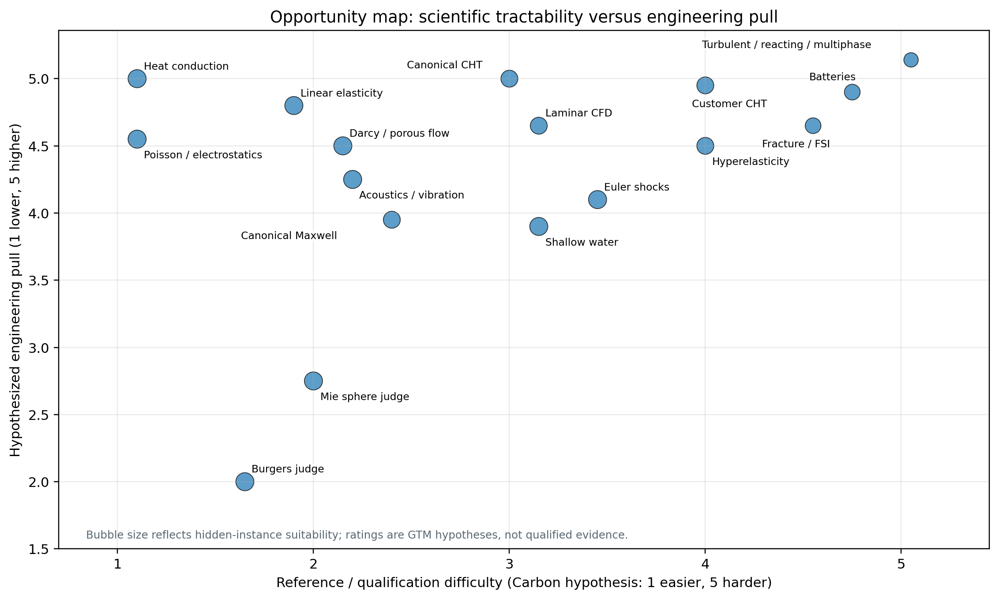 Opportunity map: scientific tractability versus engineering pull
Turbulent / reacting / multiphase
Heat conduction
Canonical CHT
Batteries
Linear elasticity
Customer CHT
Laminar CFD
Darcy / porous flow
Fracture / FSI
Poisson / electrostatics
Hyperelasticity
Euler shocks
Acoustics / vibration
Canonical Maxwell
Shallow water
Mie sphere judge
Burgers judge
Bubble size reflects hidden-instance suitability; ratings are GTM hypotheses, not qualified evidence.
Hypothesized engineering pull (1 lower, 5 higher)
5.0
4.5
4.0
3.5
3.0
2.5
2.0
1.5
1 2 3 4 5
Reference / qualification difficulty (Carbon hypothesis: 1 easier, 5 harder)